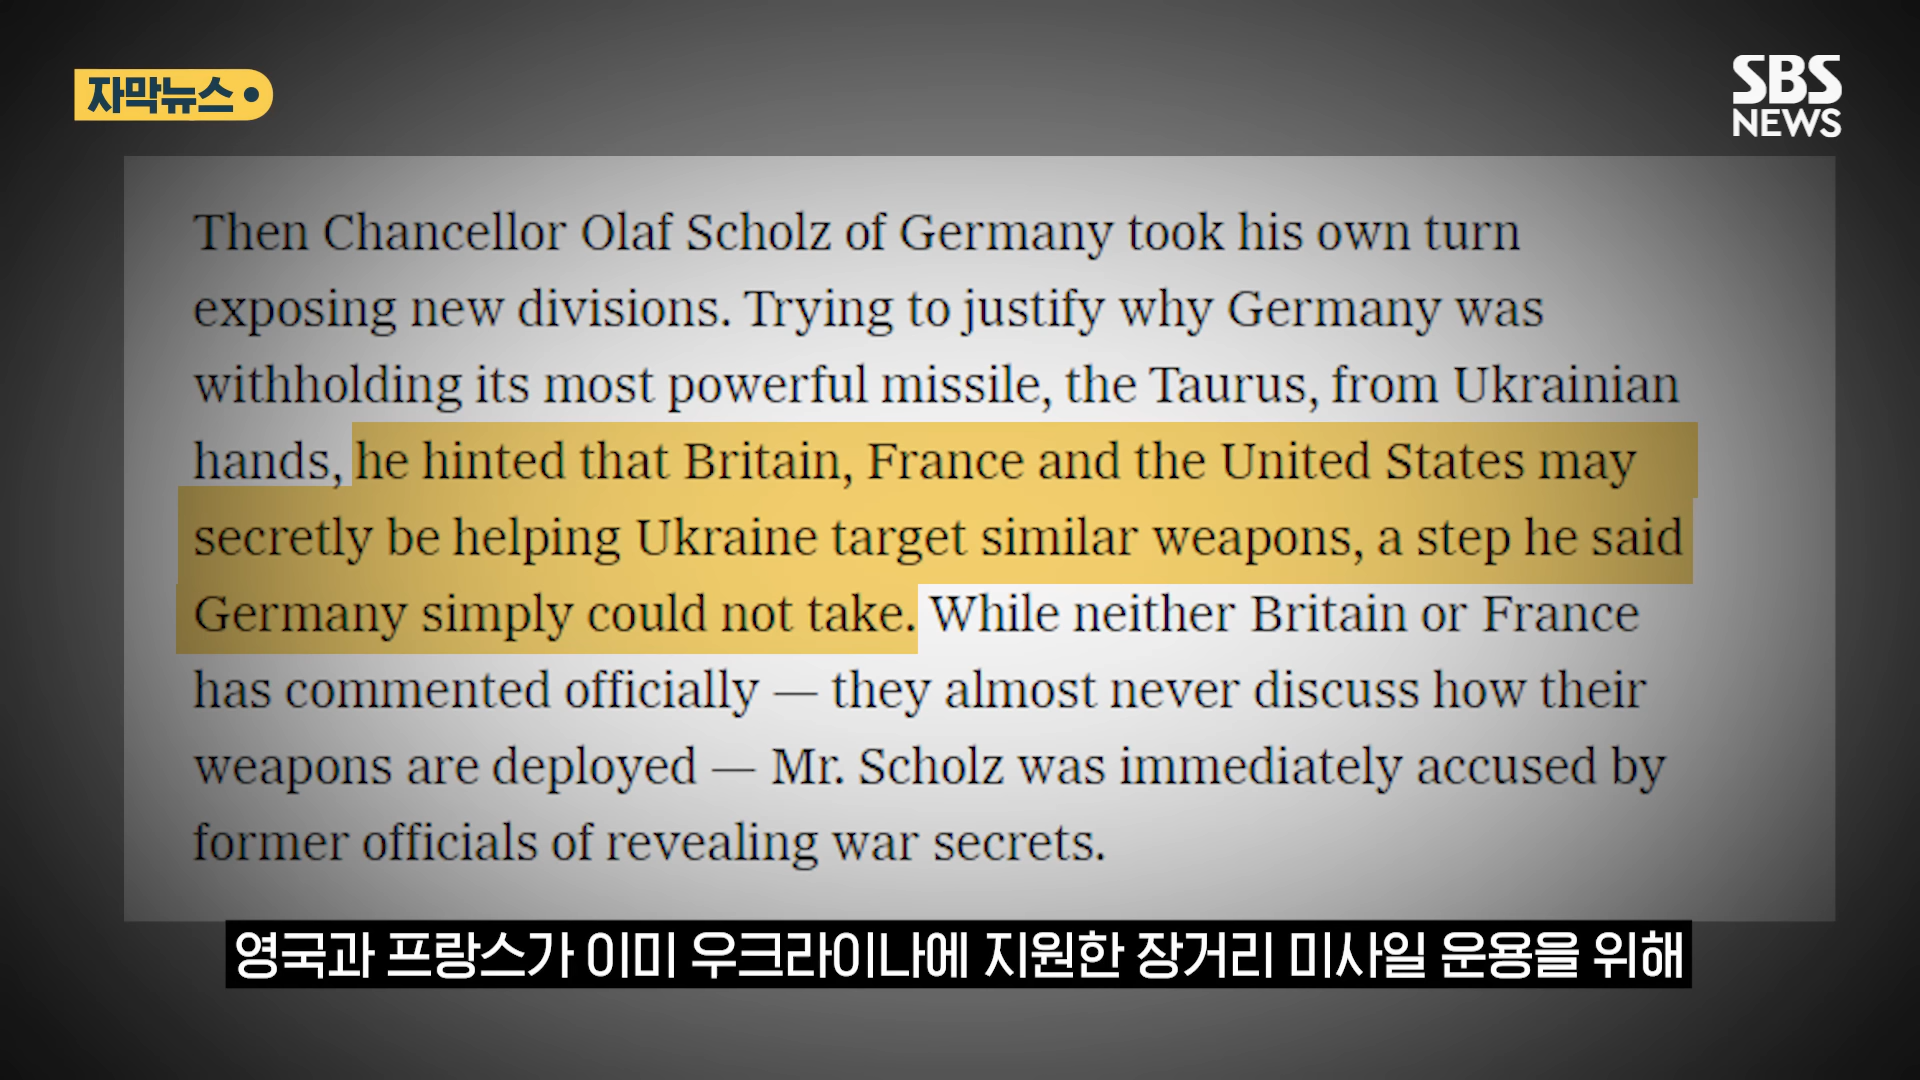 자막뉴스
SBS
NEWS
Then Chancellor Olaf Scholz of Germany took his own turn
exposing new divisions. Trying to justify why Germany was
withholding its most powerful missile, the Taurus, from Ukrainian
hands, he hinted that Britain, France and the United States may
secretly be helping Ukraine target similar weapons, a step he said
Germany simply could not take. While neither Britain or France
has commented officially — they almost never discuss how their
weapons are deployed — Mr. Scholz was immediately accused by
former officials of revealing war secrets.
영국과 프랑스가 이미 우크라이나에 지원한 장거리 미사일 운용을 위해